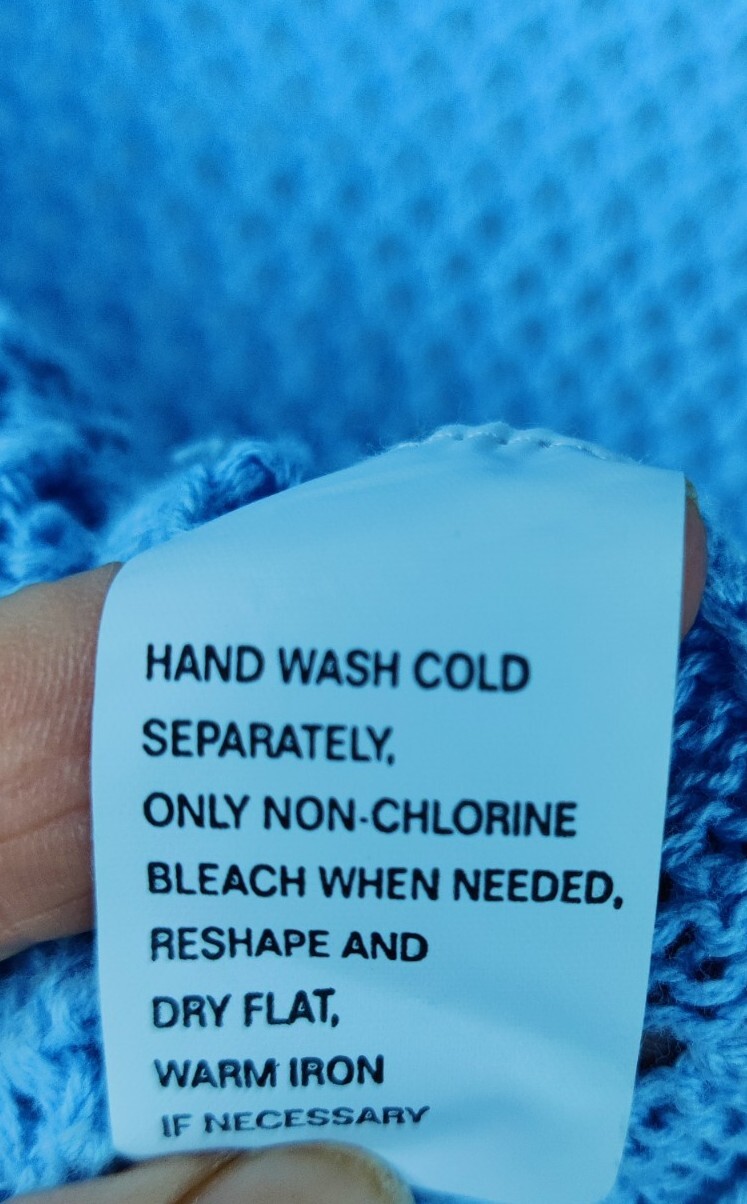 HAND WASH COLD
SEPARATELY,
ONLY NON-CHLORINE
BLEACH WHEN NEEDED,
RESHAPE AND
DRY FLAT,
WARM IRON
IF NECESSARY